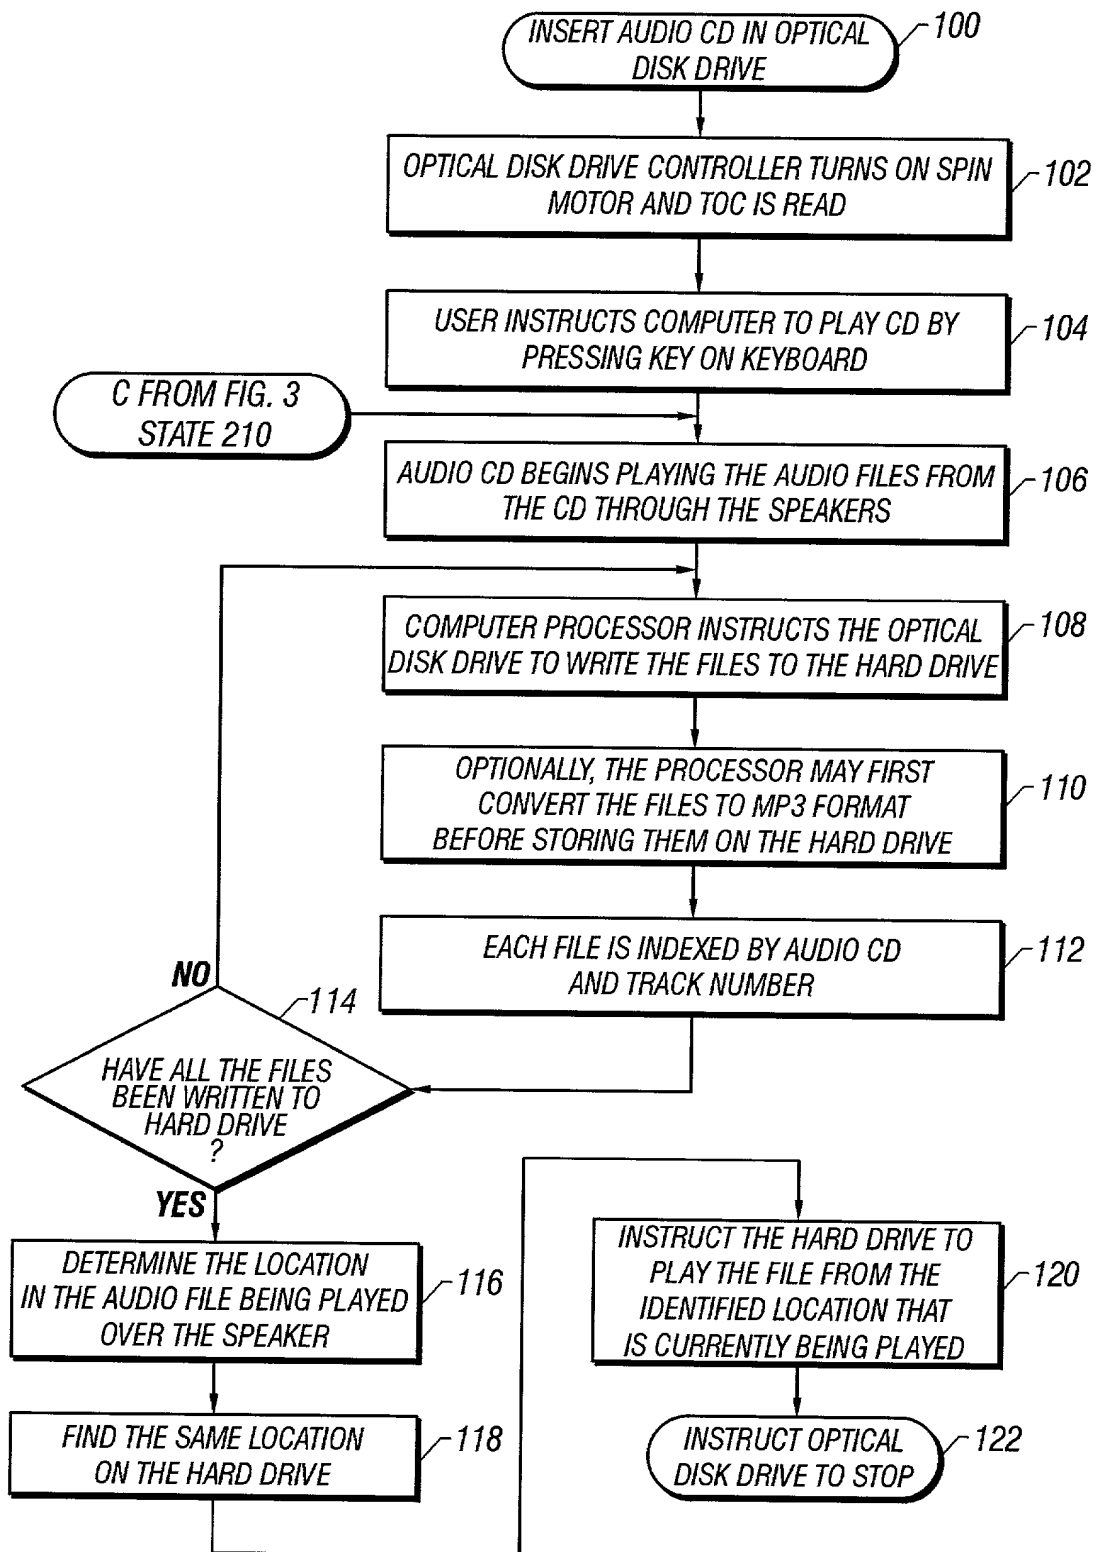 INSERT AUDIO CD IN OPTICAL
DISK DRIVE
100
OPTICAL DISK DRIVE CONTROLLER TURNS ON SPIN
MOTOR AND TOC IS READ
102
USER INSTRUCTS COMPUTER TO PLAY CD BY
PRESSING KEY ON KEYBOARD
104
C FROM FIG. 3
STATE 210
AUDIO CD BEGINS PLAYING THE AUDIO FILES FROM
THE CD THROUGH THE SPEAKERS
106
COMPUTER PROCESSOR INSTRUCTS THE OPTICAL
DISK DRIVE TO WRITE THE FILES TO THE HARD DRIVE
108
OPTIONALLY, THE PROCESSOR MAY FIRST
CONVERT THE FILES TO MP3 FORMAT
BEFORE STORING THEM ON THE HARD DRIVE
110
EACH FILE IS INDEXED BY AUDIO CD
AND TRACK NUMBER
112
NO
114
HAVE ALL THE FILES
BEEN WRITTEN TO
HARD DRIVE
?
YES
DETERMINE THE LOCATION
IN THE AUDIO FILE BEING PLAYED
OVER THE SPEAKER
116
FIND THE SAME LOCATION
ON THE HARD DRIVE
118
INSTRUCT THE HARD DRIVE TO
PLAY THE FILE FROM THE
IDENTIFIED LOCATION THAT
IS CURRENTLY BEING PLAYED
120
INSTRUCT OPTICAL
DISK DRIVE TO STOP
122